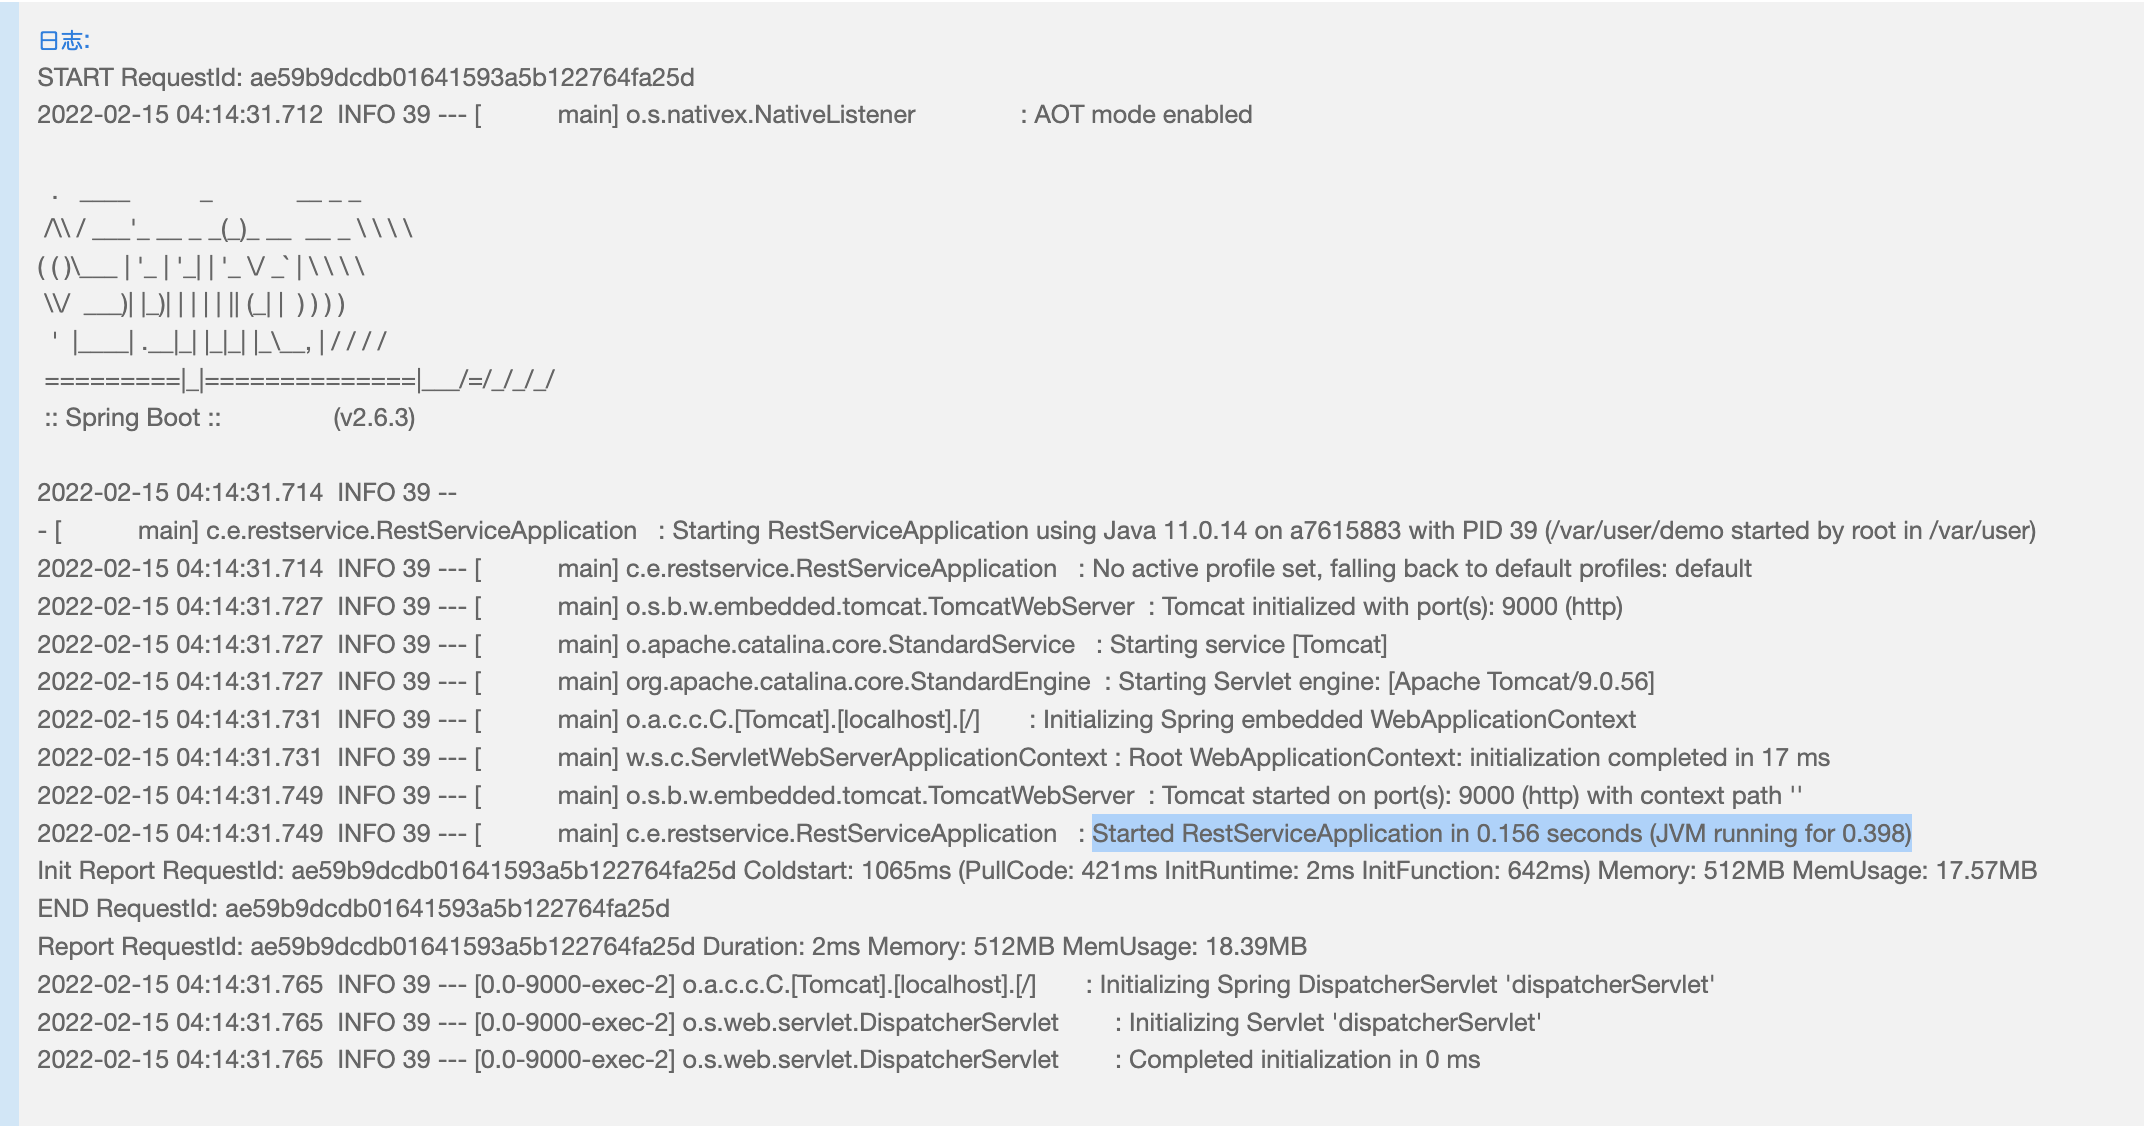 日志:
START RequestId: ae59b9dcdb01641593a5b122764fa25d
2022-02-15 04:14:31.712  INFO 39 --- [           main] o.s.nativex.NativeListener               : AOT mode enabled
  .   ____          _            __ _ _
 /\\ / ___'_ __ _ _(_)_ __  __ _ \ \ \ \
( ( )\___ | '_ | '_| | '_ \/ _` | \ \ \ \
 \\/  ___)| |_)| | | | | || (_| |  ) ) ) )
  '  |____| .__|_| |_|_| |_\__, | / / / /
 =========|_|==============|___/=/_/_/_/
 :: Spring Boot ::                (v2.6.3)
2022-02-15 04:14:31.714  INFO 39 --
- [           main] c.e.restservice.RestServiceApplication   : Starting RestServiceApplication using Java 11.0.14 on a7615883 with PID 39 (/var/user/demo started by root in /var/user)
2022-02-15 04:14:31.714  INFO 39 --- [           main] c.e.restservice.RestServiceApplication   : No active profile set, falling back to default profiles: default
2022-02-15 04:14:31.727  INFO 39 --- [           main] o.s.b.w.embedded.tomcat.TomcatWebServer  : Tomcat initialized with port(s): 9000 (http)
2022-02-15 04:14:31.727  INFO 39 --- [           main] o.apache.catalina.core.StandardService   : Starting service [Tomcat]
2022-02-15 04:14:31.727  INFO 39 --- [           main] org.apache.catalina.core.StandardEngine  : Starting Servlet engine: [Apache Tomcat/9.0.56]
2022-02-15 04:14:31.731  INFO 39 --- [           main] o.a.c.c.C.[Tomcat].[localhost].[/]       : Initializing Spring embedded WebApplicationContext
2022-02-15 04:14:31.731  INFO 39 --- [           main] w.s.c.ServletWebServerApplicationContext : Root WebApplicationContext: initialization completed in 17 ms
2022-02-15 04:14:31.749  INFO 39 --- [           main] o.s.b.w.embedded.tomcat.TomcatWebServer  : Tomcat started on port(s): 9000 (http) with context path ''
2022-02-15 04:14:31.749  INFO 39 --- [           main] c.e.restservice.RestServiceApplication   : Started RestServiceApplication in 0.156 seconds (JVM running for 0.398)
Init Report RequestId: ae59b9dcdb01641593a5b122764fa25d Coldstart: 1065ms (PullCode: 421ms InitRuntime: 2ms InitFunction: 642ms) Memory: 512MB MemUsage: 17.57MB
END RequestId: ae59b9dcdb01641593a5b122764fa25d
Report RequestId: ae59b9dcdb01641593a5b122764fa25d Duration: 2ms Memory: 512MB MemUsage: 18.39MB
2022-02-15 04:14:31.765  INFO 39 --- [0.0-9000-exec-2] o.a.c.c.C.[Tomcat].[localhost].[/]       : Initializing Spring DispatcherServlet 'dispatcherServlet'
2022-02-15 04:14:31.765  INFO 39 --- [0.0-9000-exec-2] o.s.web.servlet.DispatcherServlet        : Initializing Servlet 'dispatcherServlet'
2022-02-15 04:14:31.765  INFO 39 --- [0.0-9000-exec-2] o.s.web.servlet.DispatcherServlet        : Completed initialization in 0 ms